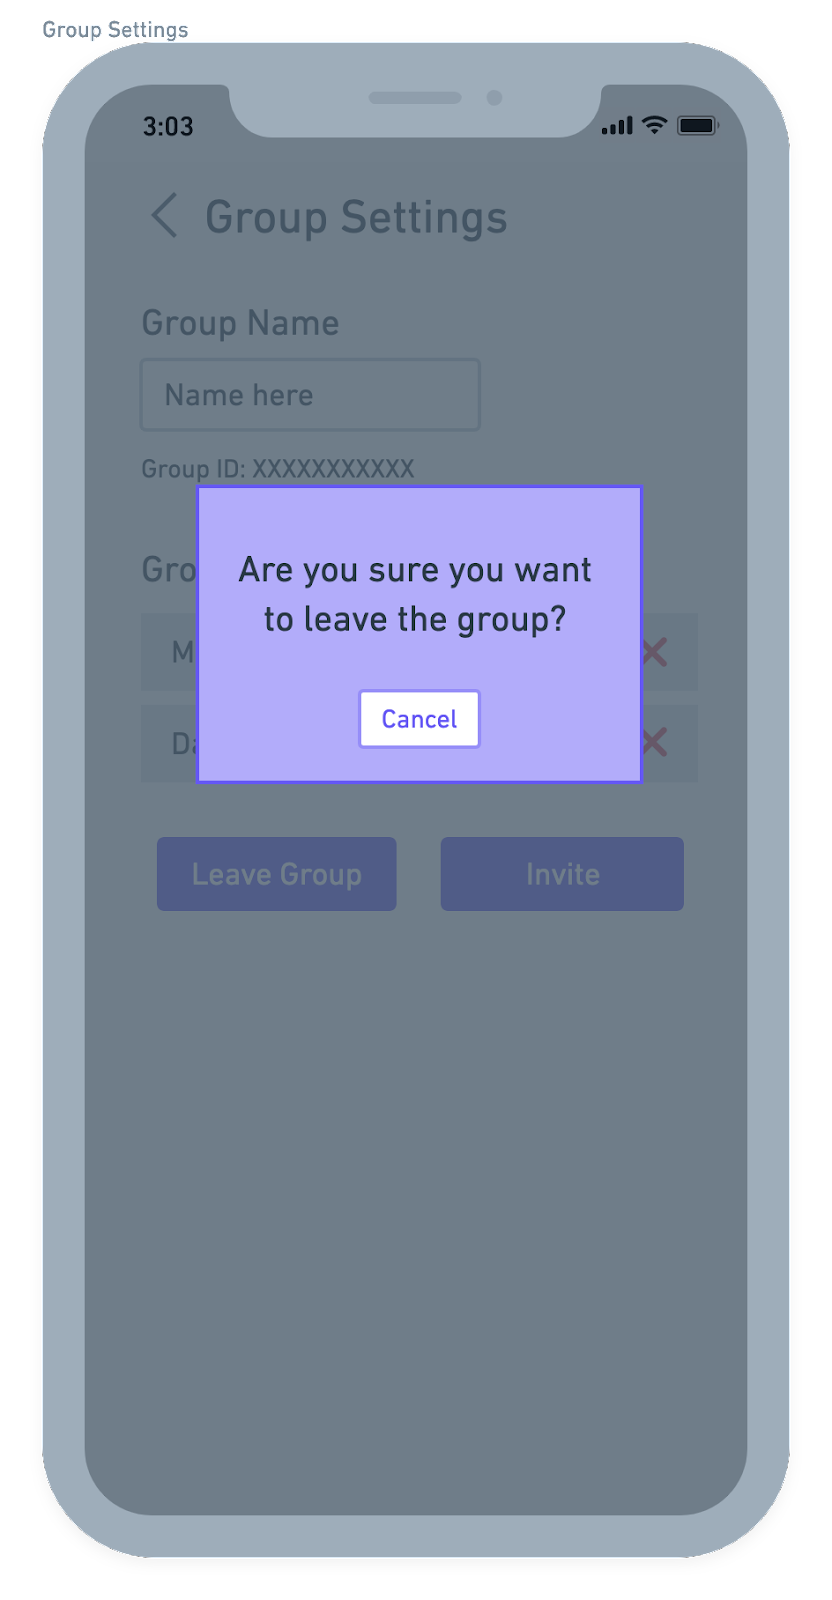 Group Settings
3:03
Group Settings
Group Name
Name here
Group ID: XXXXXXXXXXX
Are you sure you want
to leave the group?
Cancel
Leave Group
Invite